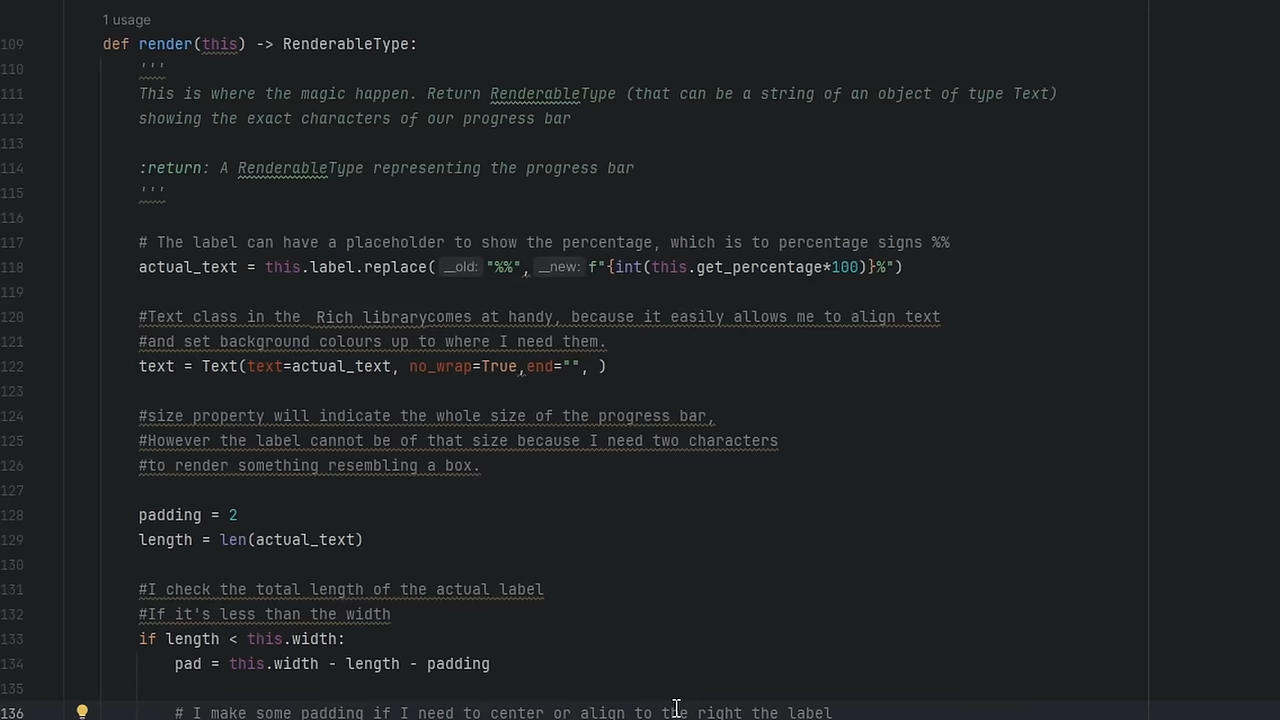 1 usage
109 def render(this) -> RenderableType:
110 '''
111 This is where the magic happen. Return RenderableType (that can be a string of an object of type Text)
112 showing the exact characters of our progress bar
113
114 :return: A RenderableType representing the progress bar
115 '''
116
117 # The label can have a placeholder to show the percentage, which is to percentage signs %%
118 actual_text = this.label.replace( __old: "%%", __new: f"{int(this.get_percentage*100)}%")
119
120 #Text class in the Rich librarycomes at handy, because it easily allows me to align text
121 #and set background colours up to where I need them.
122 text = Text(text=actual_text, no_wrap=True,end="", )
123
124 #size property will indicate the whole size of the progress bar,
125 #However the label cannot be of that size because I need two characters
126 #to render something resembling a box.
127
128 padding = 2
129 length = len(actual_text)
130
131 #I check the total length of the actual label
132 #If it's less than the width
133 if length < this.width:
134 pad = this.width - length - padding
135
136 # I make some padding if I need to center or align to the right the label